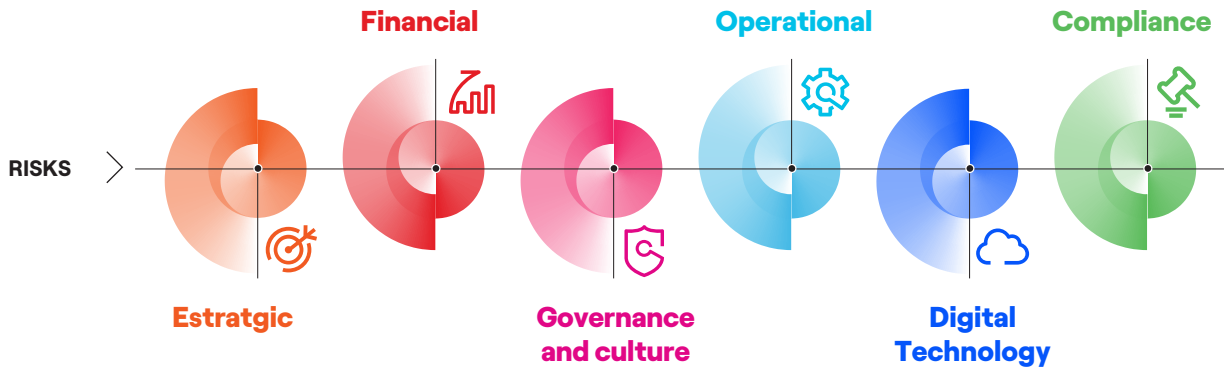 RISKS
Estratgic
Financial
Governance
and culture
Operational
Digital
Technology
Compliance